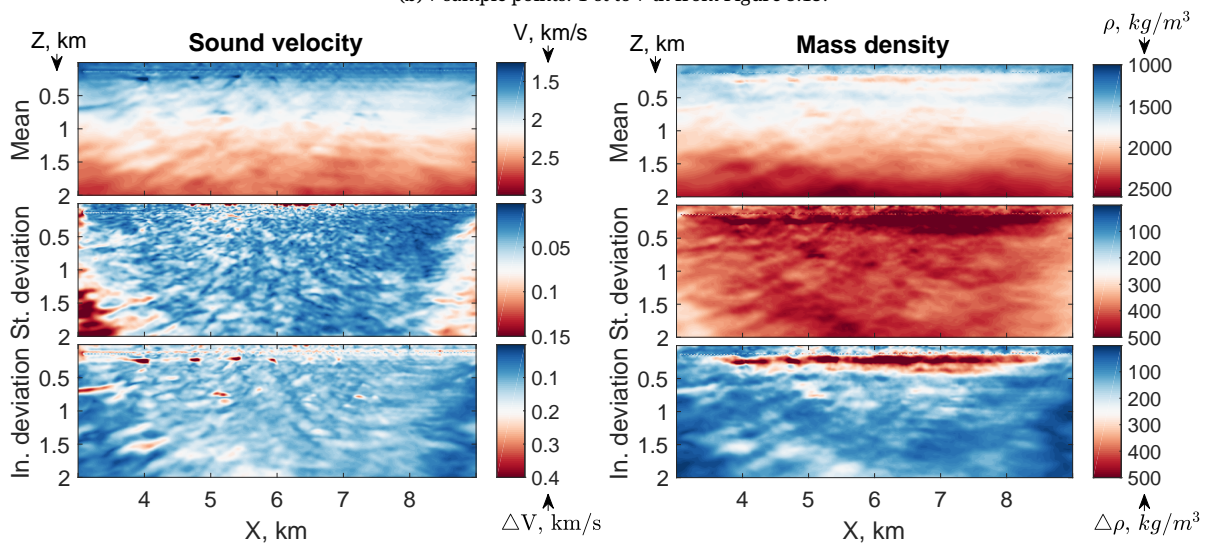 Z, km
Sound velocity
V, km/s
Z, km
Mass density
ρ, kg/m³
Mean
0.5
1
1.5
2
1.5
2
2.5
3
Mean
0.5
1
1.5
2
1000
1500
2000
2500
St. deviation
0.5
1
1.5
2
0.05
0.1
0.15
St. deviation
0.5
1
1.5
2
100
200
300
400
500
In. deviation
0.5
1
1.5
2
0.1
0.2
0.3
0.4
In. deviation
0.5
1
1.5
2
100
200
300
400
500
4 5 6 7 8
4 5 6 7 8
X, km
△V, km/s
X, km
△ρ, kg/m³